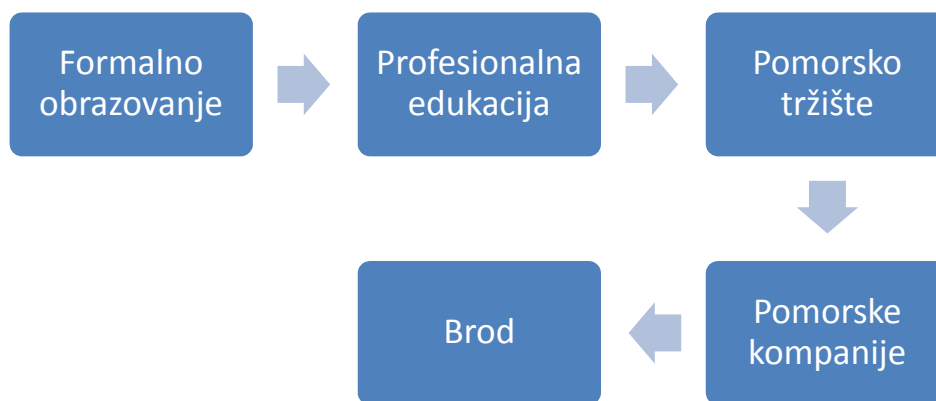 Formalno
obrazovanje
Profesionalna
edukacija
Pomorsko
tržište
Pomorske
kompanije
Brod